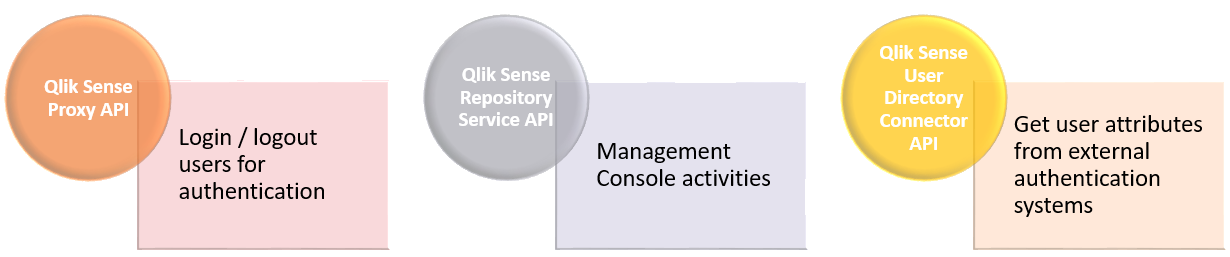 Qlik Sense
Proxy API
Login / logout
users for
authentication
Qlik Sense
Repository
Service API
Management
Console activities
Qlik Sense
User
Directory
Connector
API
Get user attributes
from external
authentication
systems